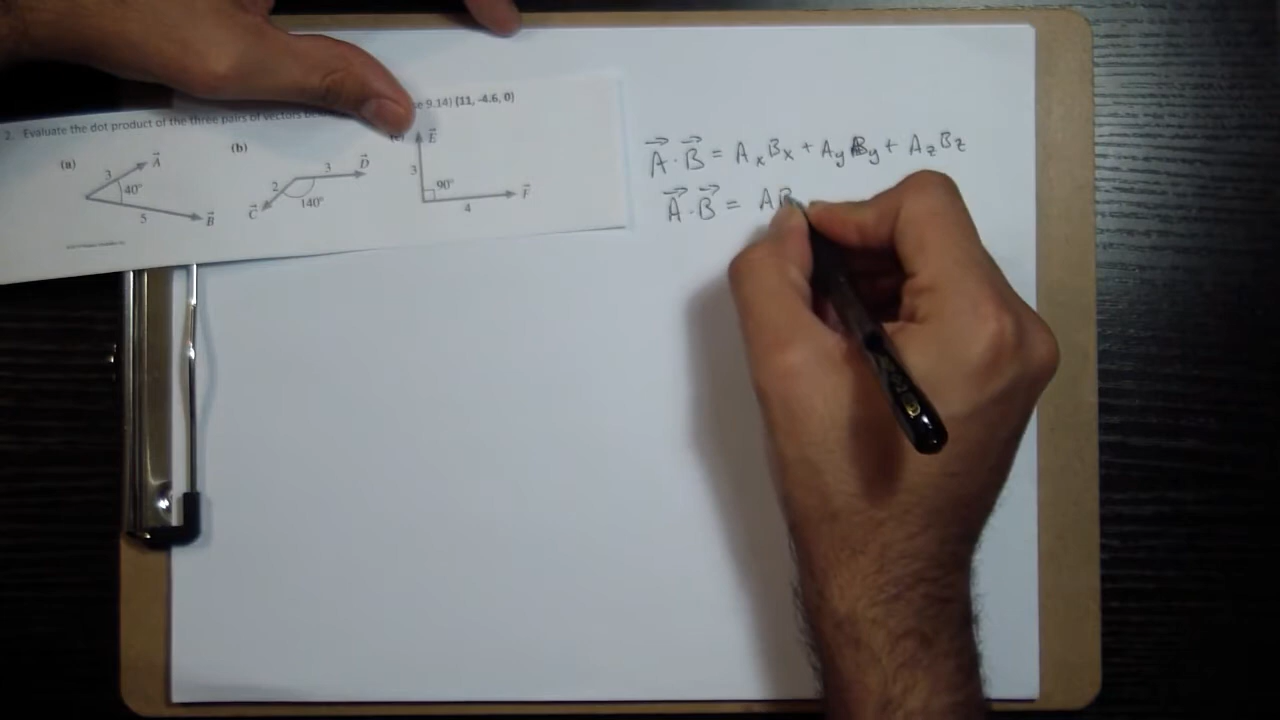 se 9.14) (11, -4.6, 0)
2. Evaluate the dot product of the three pairs of vectors
(a)
A
3
40°
5
B
(b)
3
D
2
140°
C
E
3
90°
4
F
A · B = AxBx + AyBy + AzBz
A · B = AB